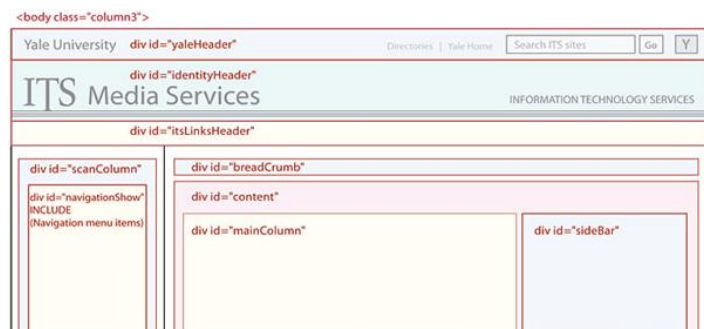 <body class="column3">
Yale University div id="yaleHeader" Directories | Yale Home Search ITS sites Go Y
div id="identityHeader"
ITS Media Services INFORMATION TECHNOLOGY SERVICES
div id="itsLinksHeader"
div id="scanColumn" div id="breadCrumb"
div id="navigationShow"
INCLUDE
(Navigation menu items)
div id="content"
div id="mainColumn" div id="sideBar"